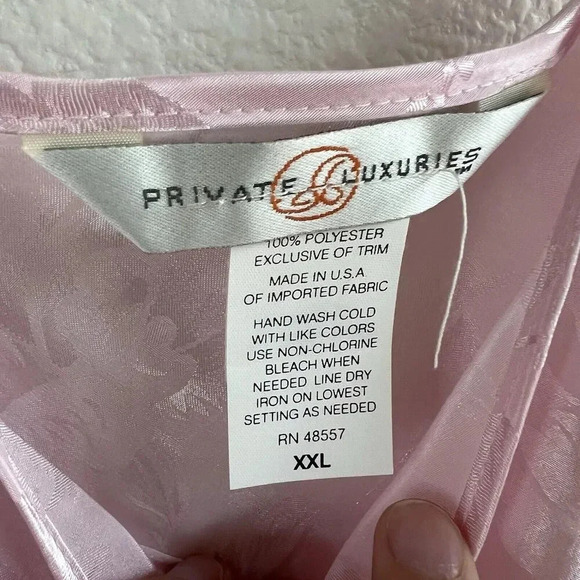 PRIVATE LUXURIES TM
100% POLYESTER
EXCLUSIVE OF TRIM
MADE IN U.S.A
OF IMPORTED FABRIC
HAND WASH COLD
WITH LIKE COLORS
USE NON-CHLORINE
BLEACH WHEN
NEEDED LINE DRY
IRON ON LOWEST
SETTING AS NEEDED
RN 48557
XXL